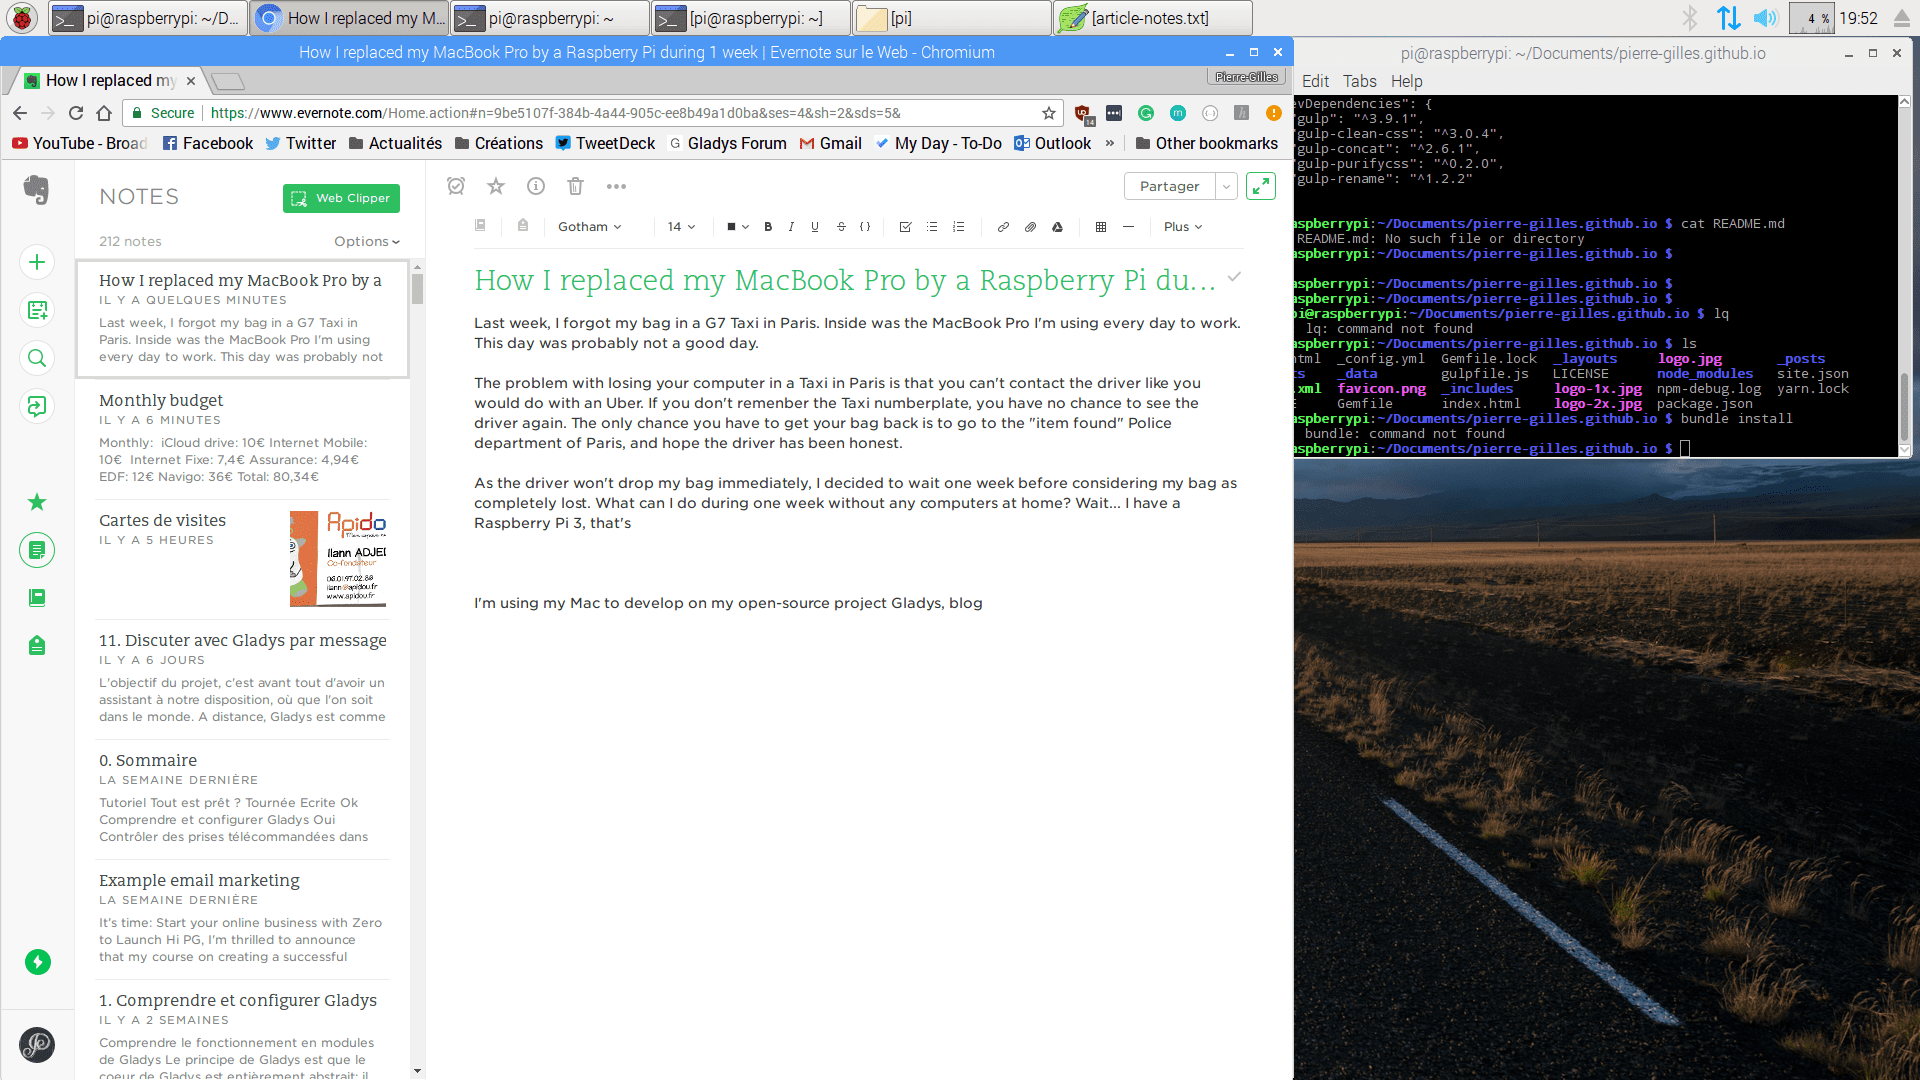 pi@raspberrypi: ~/D...
How I replaced my M...
pi@raspberrypi: ~
[pi@raspberrypi: ~]
[pi]
[article-notes.txt]
4 %
19:52
How I replaced my MacBook Pro by a Raspberry Pi during 1 week | Evernote sur le Web - Chromium
How I replaced my
Pierre-Gilles
Secure
https://www.evernote.com/Home.action#n=9be5107f-384b-4a44-905c-ee8b49a1d0ba&ses=4&sh=2&sds=5&
14
YouTube - Broad
Facebook
Twitter
Actualités
Créations
TweetDeck
G
Gladys Forum
Gmail
My Day - To-Do
Outlook
»
Other bookmarks
NOTES
Web Clipper
212 notes
Options
How I replaced my MacBook Pro by a
IL Y A QUELQUES MINUTES
Last week, I forgot my bag in a G7 Taxi in
Paris. Inside was the MacBook Pro I'm using
every day to work. This day was probably not
Monthly budget
IL Y A 6 MINUTES
Monthly:  iCloud drive: 10€ Internet Mobile:
10€  Internet Fixe: 7,4€ Assurance: 4,94€
EDF: 12€ Navigo: 36€ Total: 80,34€
Cartes de visites
IL Y A 5 HEURES
Apido
Ilann ADJE
Co-fondateur
06.01.97.02.88
ilann@apidou.fr
www.apidou.fr
11. Discuter avec Gladys par message
IL Y A 6 JOURS
L'objectif du projet, c'est avant tout d'avoir un
assistant à notre disposition, où que l'on soit
dans le monde. A distance, Gladys est comme
0. Sommaire
LA SEMAINE DERNIÈRE
Tutoriel Tout est prêt ? Tournée Ecrite Ok
Comprendre et configurer Gladys Oui
Contrôler des prises télécommandées dans
Example email marketing
LA SEMAINE DERNIÈRE
It's time: Start your online business with Zero
to Launch Hi PG, I'm thrilled to announce
that my course on creating a successful
1. Comprendre et configurer Gladys
IL Y A 2 SEMAINES
Comprendre le fonctionnement en modules
de Gladys Le principe de Gladys est que le
coeur de Gladys est entièrement abstrait: il
Partager
Gotham
14
B
I
U
S
{}
Plus
How I replaced my MacBook Pro by a Raspberry Pi du...
Last week, I forgot my bag in a G7 Taxi in Paris. Inside was the MacBook Pro I'm using every day to work.
This day was probably not a good day.
The problem with losing your computer in a Taxi in Paris is that you can't contact the driver like you
would do with an Uber. If you don't remenber the Taxi numberplate, you have no chance to see the
driver again. The only chance you have to get your bag back is to go to the "item found" Police
department of Paris, and hope the driver has been honest.
As the driver won't drop my bag immediately, I decided to wait one week before considering my bag as
completely lost. What can I do during one week without any computers at home? Wait... I have a
Raspberry Pi 3, that's
I'm using my Mac to develop on my open-source project Gladys, blog
pi@raspberrypi: ~/Documents/pierre-gilles.github.io
Edit Tabs Help
evDependencies": {
"gulp": "^3.9.1",
"gulp-clean-css": "^3.0.4",
"gulp-concat": "^2.6.1",
"gulp-purifycss": "^0.2.0",
"gulp-rename": "^1.2.2"
aspberrypi:~/Documents/pierre-gilles.github.io $ cat README.md
README.md: No such file or directory
aspberrypi:~/Documents/pierre-gilles.github.io $
aspberrypi:~/Documents/pierre-gilles.github.io $
aspberrypi:~/Documents/pierre-gilles.github.io $
pi@raspberrypi:~/Documents/pierre-gilles.github.io $ lq
lq: command not found
aspberrypi:~/Documents/pierre-gilles.github.io $ ls
html _config.yml Gemfile.lock _layouts logo.jpg _posts
ts _data gulpfile.js LICENSE node_modules site.json
.xml favicon.png _includes logo-1x.jpg npm-debug.log yarn.lock
E Gemfile index.html logo-2x.jpg package.json
aspberrypi:~/Documents/pierre-gilles.github.io $ bundle install
bundle: command not found
aspberrypi:~/Documents/pierre-gilles.github.io $